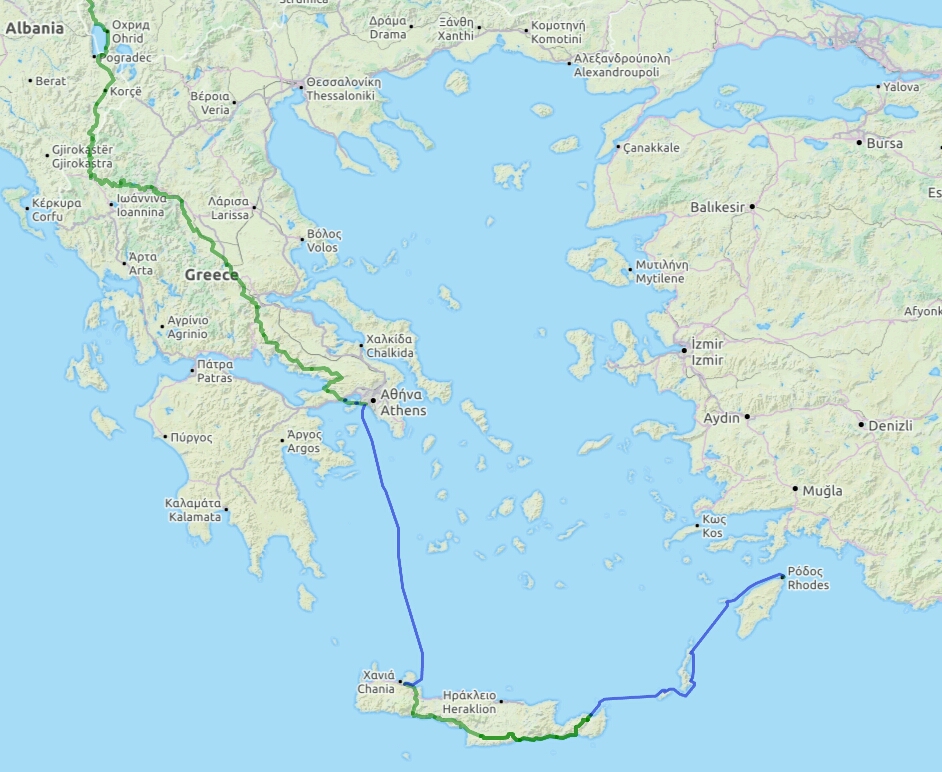 Струмица
Охрид
Ohrid
Albania
Pogradec
Berat
Korçë
Δράμα
Drama
Ξάνθη
Xanthi
Κομοτηνή
Komotini
Αλεξανδρούπολη
Alexandroupoli
Θεσσαλονίκη
Thessaloniki
Βέροια
Veria
Yalova
Bursa
Çanakkale
Gjirokastër
Gjirokastra
Κέρκυρα
Corfu
Ιωάννινα
Ioannina
Λάρισα
Larissa
Balıkesir
Es
Βόλος
Volos
Άρτα
Arta
Greece
Μυτιλήνη
Mytilene
Afyonk
Αγρίνιο
Agrinio
Χαλκίδα
Chalkida
İzmir
Izmir
Πάτρα
Patras
Αθήνα
Athens
Aydın
Denizli
Πύργος
Άργος
Argos
Muğla
Καλαμάτα
Kalamata
Κως
Kos
Ρόδος
Rhodes
Χανιά
Chania
Ηράκλειο
Heraklion